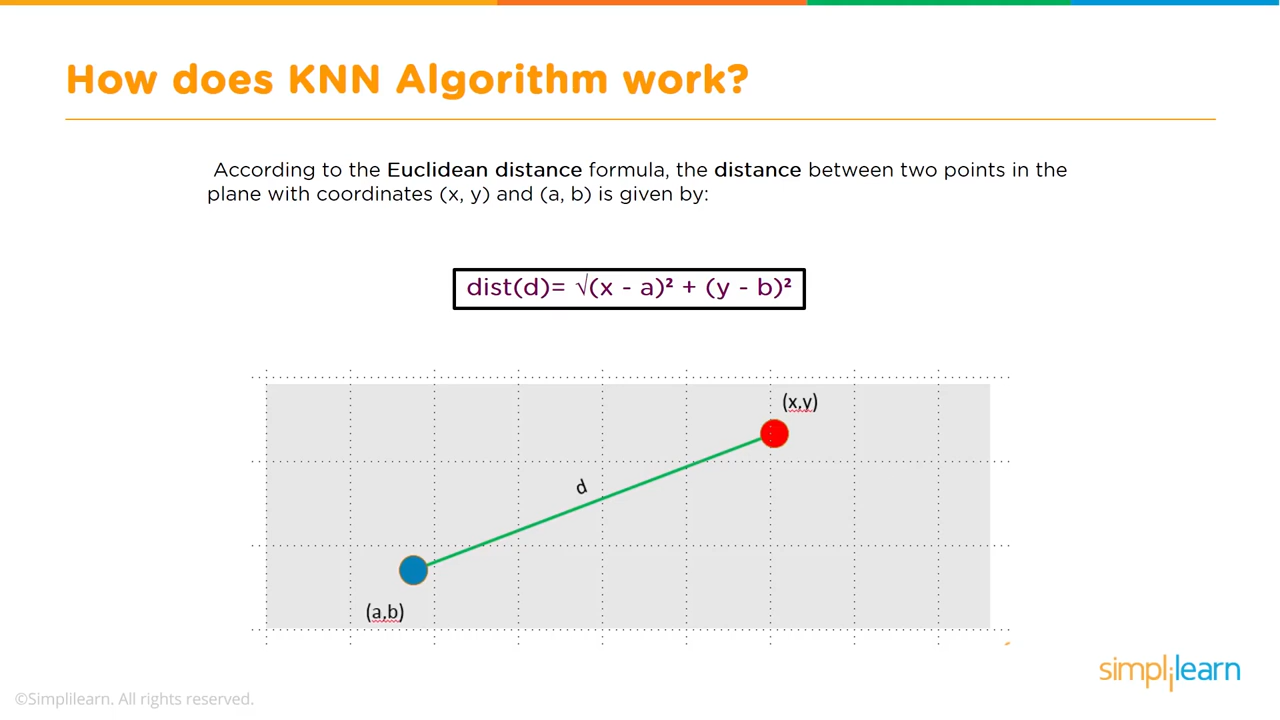 How does KNN Algorithm work?
According to the Euclidean distance formula, the distance between two points in the
plane with coordinates (x, y) and (a, b) is given by:
dist(d)= √(x - a)² + (y - b)²
(x,y)
d
(a,b)
simplilearn
©Simplilearn. All rights reserved.